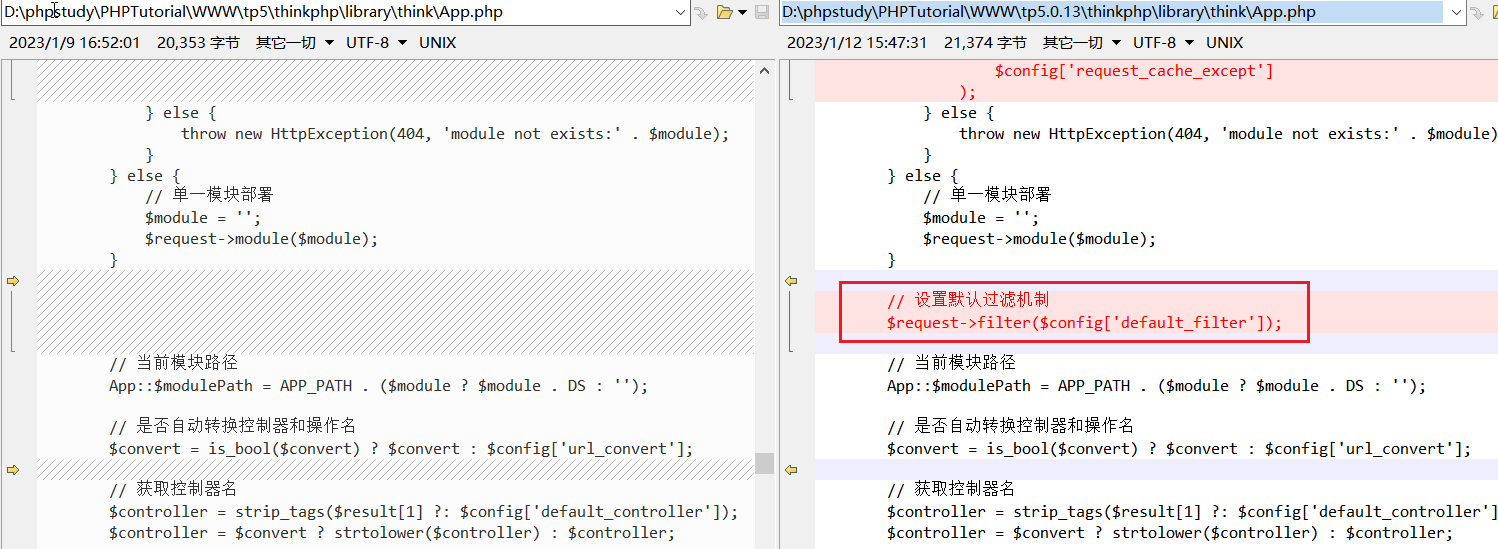 D:\phpstudy\PHPTutorial\WWW\tp5\thinkphp\library\think\App.php
2023/1/9 16:52:01 20,353 字节 其它一切 UTF-8 UNIX
} else {
throw new HttpException(404, 'module not exists:' . $module);
}
} else {
// 单一模块部署
$module = '';
$request->module($module);
}
// 当前模块路径
App::$modulePath = APP_PATH . ($module ? $module . DS : '');
// 是否自动转换控制器和操作名
$convert = is_bool($convert) ? $convert : $config['url_convert'];
// 获取控制器名
$controller = strip_tags($result[1] ?: $config['default_controller']);
$controller = $convert ? strtolower($controller) : $controller;
D:\phpstudy\PHPTutorial\WWW\tp5.0.13\thinkphp\library\think\App.php
2023/1/12 15:47:31 21,374 字节 其它一切 UTF-8 UNIX
$config['request_cache_except']
);
} else {
throw new HttpException(404, 'module not exists:' . $module)
}
} else {
// 单一模块部署
$module = '';
$request->module($module);
}
// 设置默认过滤机制
$request->filter($config['default_filter']);
// 当前模块路径
App::$modulePath = APP_PATH . ($module ? $module . DS : '');
// 是否自动转换控制器和操作名
$convert = is_bool($convert) ? $convert : $config['url_convert'];
// 获取控制器名
$controller = strip_tags($result[1] ?: $config['default_controller']
$controller = $convert ? strtolower($controller) : $controller;